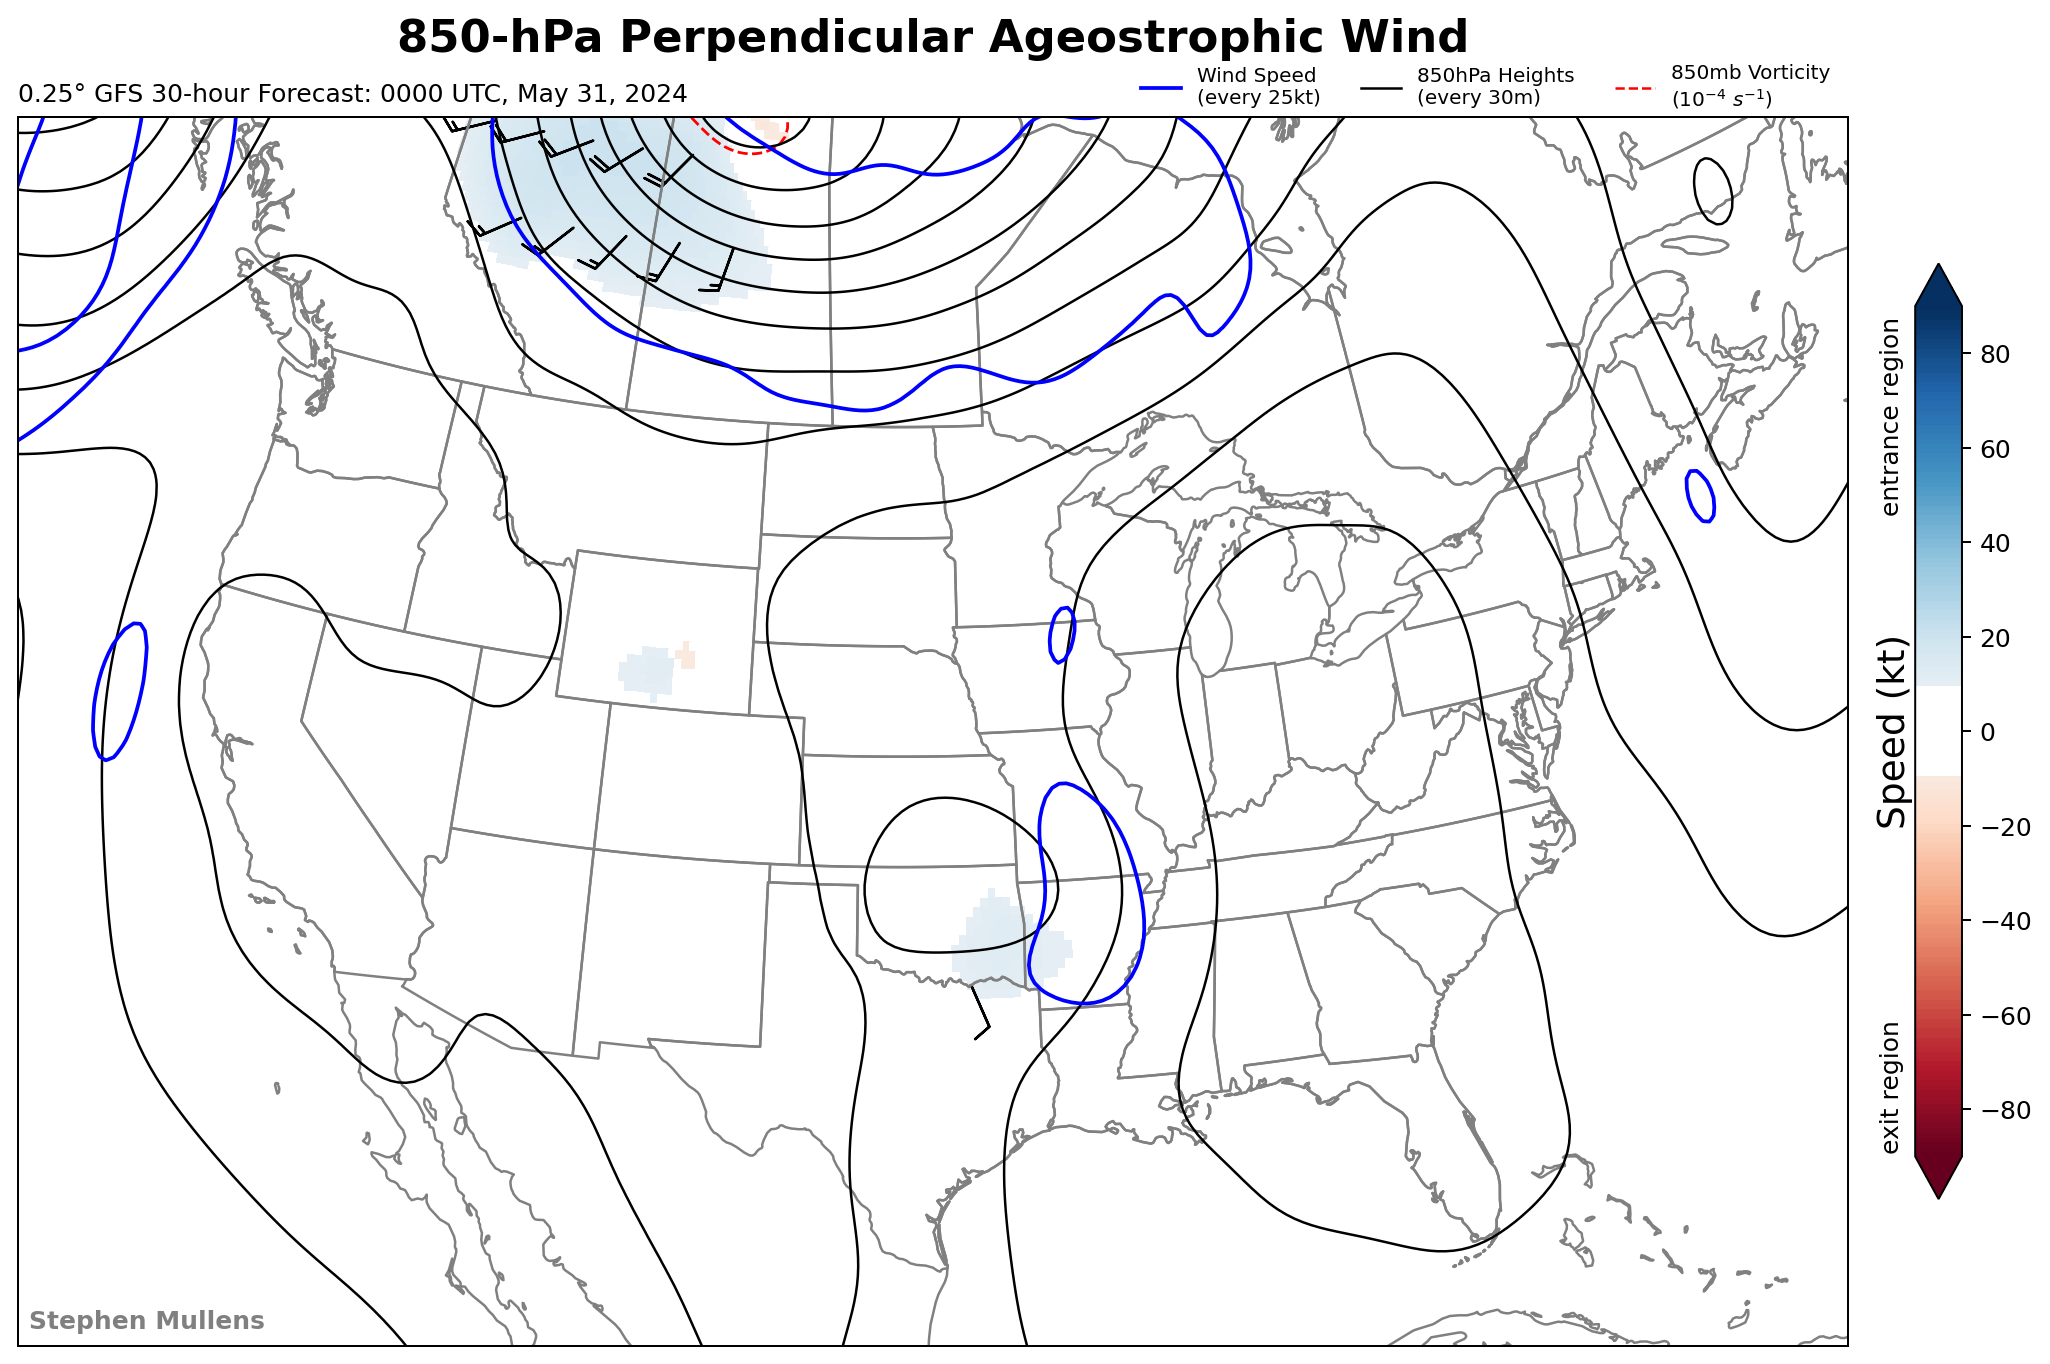 850-hPa Perpendicular Ageostrophic Wind
0.25° GFS 30-hour Forecast: 0000 UTC, May 31, 2024
Wind Speed
(every 25kt)
850hPa Heights
(every 30m)
850mb Vorticity
(10⁻⁴ s⁻¹)
entrance region
Speed (kt)
exit region
80
60
40
20
0
−20
−40
−60
−80
Stephen Mullens